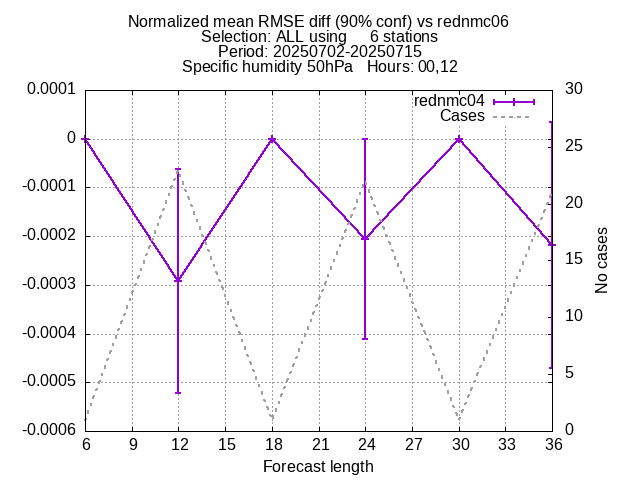 Normalized mean RMSE diff (90% conf) vs rednmc06
Selection: ALL using     6 stations
Period: 20250702-20250715
Specific humidity 50hPa   Hours: 00,12
rednmc04
Cases
0.0001
0
-0.0001
-0.0002
-0.0003
-0.0004
-0.0005
-0.0006
30
25
20
15
10
5
0
No cases
6 9 12 15 18 21 24 27 30 33 36
Forecast length